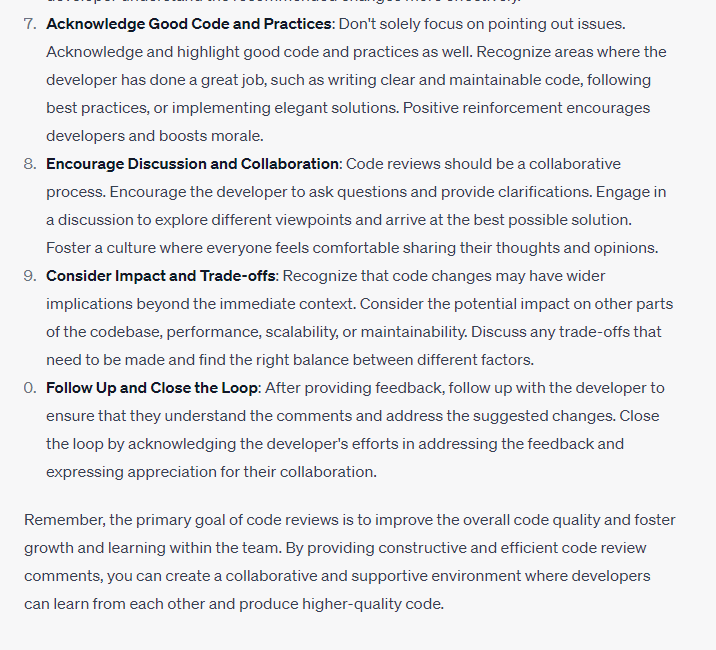 developer understand the recommended changes more effectively.
7. Acknowledge Good Code and Practices: Don't solely focus on pointing out issues.
Acknowledge and highlight good code and practices as well. Recognize areas where the
developer has done a great job, such as writing clear and maintainable code, following
best practices, or implementing elegant solutions. Positive reinforcement encourages
developers and boosts morale.
8. Encourage Discussion and Collaboration: Code reviews should be a collaborative
process. Encourage the developer to ask questions and provide clarifications. Engage in
a discussion to explore different viewpoints and arrive at the best possible solution.
Foster a culture where everyone feels comfortable sharing their thoughts and opinions.
9. Consider Impact and Trade-offs: Recognize that code changes may have wider
implications beyond the immediate context. Consider the potential impact on other parts
of the codebase, performance, scalability, or maintainability. Discuss any trade-offs that
need to be made and find the right balance between different factors.
0. Follow Up and Close the Loop: After providing feedback, follow up with the developer to
ensure that they understand the comments and address the suggested changes. Close
the loop by acknowledging the developer's efforts in addressing the feedback and
expressing appreciation for their collaboration.
Remember, the primary goal of code reviews is to improve the overall code quality and foster
growth and learning within the team. By providing constructive and efficient code review
comments, you can create a collaborative and supportive environment where developers
can learn from each other and produce higher-quality code.